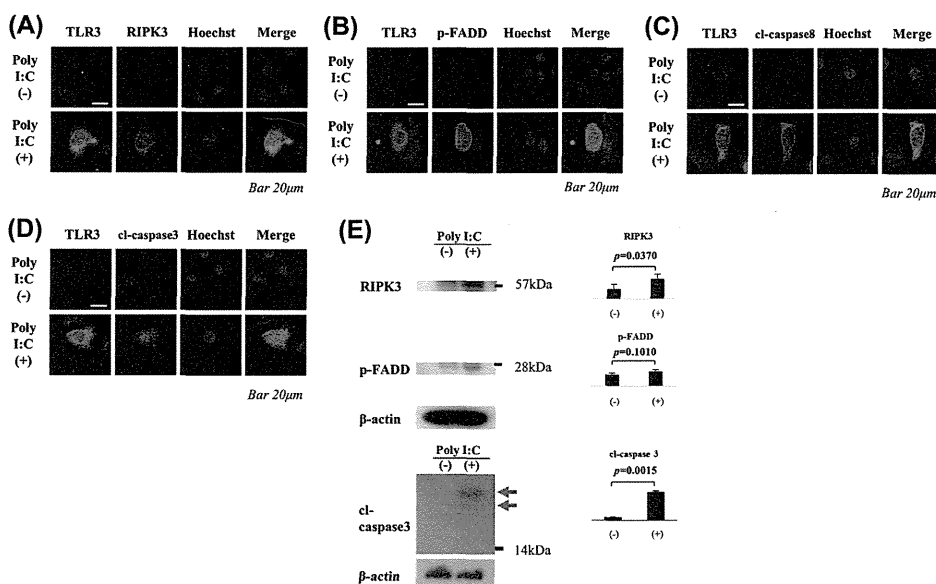 (A)
TLR3 RIPK3 Hoechst Merge
Poly I:C (-)
Poly I:C (+)
Bar 20μm
(B)
TLR3 p-FADD Hoechst Merge
Poly I:C (-)
Poly I:C (+)
Bar 20μm
(C)
TLR3 cl-caspase8 Hoechst Merge
Poly I:C (-)
Poly I:C (+)
Bar 20μm
(D)
TLR3 cl-caspase3 Hoechst Merge
Poly I:C (-)
Poly I:C (+)
Bar 20μm
(E)
Poly I:C
(-) (+)
RIPK3
57kDa
p-FADD
28kDa
β-actin
Poly I:C
(-) (+)
cl-caspase3
14kDa
β-actin
RIPK3
p=0.0370
(-) (+)
p-FADD
p=0.1010
(-) (+)
cl-caspase 3
p=0.0015
(-) (+)